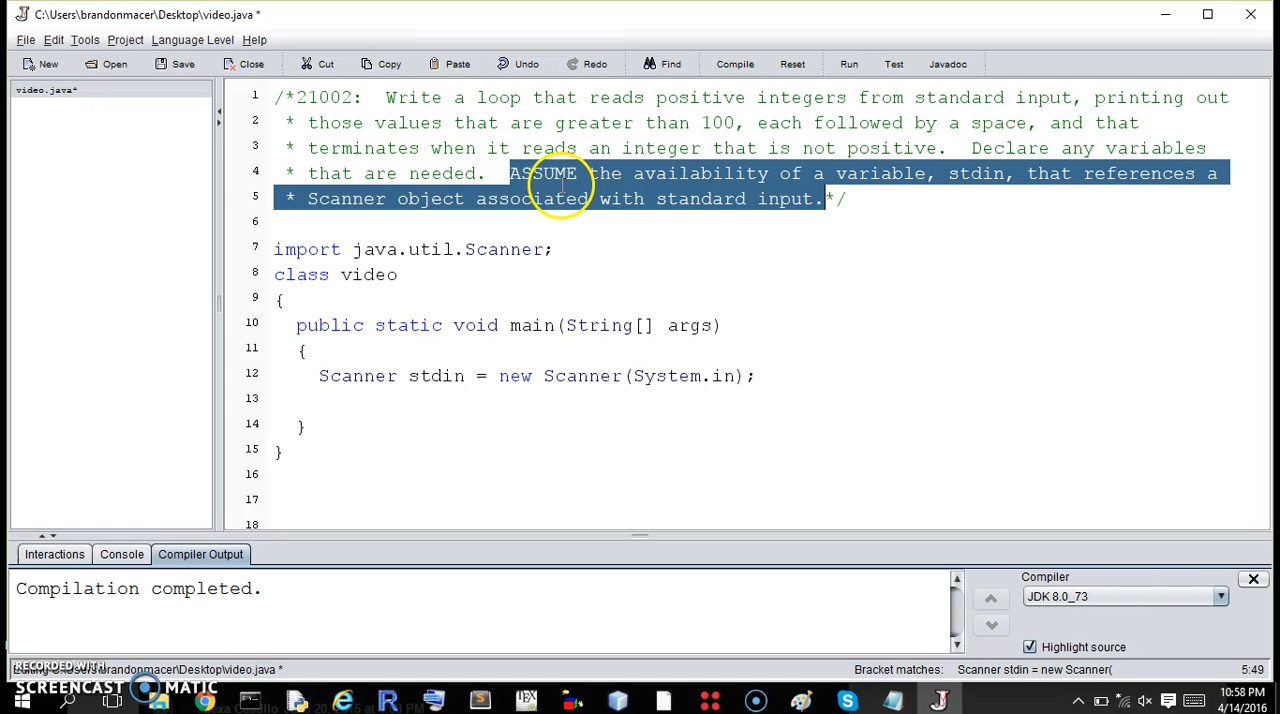 C:\Users\brandonmacer\Desktop\video.java *
File Edit Tools Project Language Level Help
New Open Save Close Cut Copy Paste Undo Redo Find Compile Reset Run Test Javadoc
video.java*
1 /*21002: Write a loop that reads positive integers from standard input, printing out
2 * those values that are greater than 100, each followed by a space, and that
3 * terminates when it reads an integer that is not positive. Declare any variables
4 * that are needed. ASSUME the availability of a variable, stdin, that references a
5 * Scanner object associated with standard input.*/
6
7 import java.util.Scanner;
8 class video
9 {
10 public static void main(String[] args)
11 {
12 Scanner stdin = new Scanner(System.in);
13
14 }
15 }
16
17
18
Interactions Console Compiler Output
Compilation completed.
Compiler
JDK 8.0_73
Highlight source
\Desktop\video.java *
Bracket matches: Scanner stdin = new Scanner( 5:49
RECORDED WITH
SCREENCAST MATIC
10:58 PM
4/14/2016